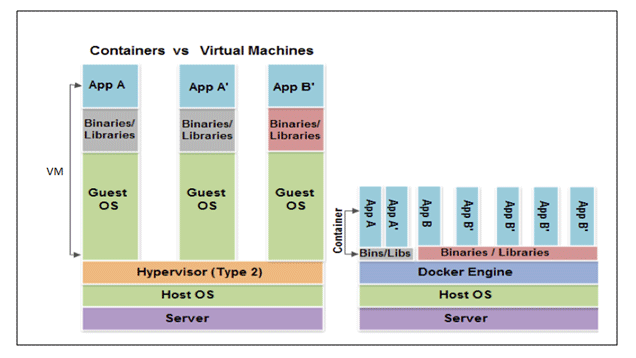 Containers vs Virtual Machines
App A
App A'
App B'
Binaries/
Libraries
Binaries/
Libraries
Binaries/
Libraries
VM
Guest
OS
Guest
OS
Guest
OS
Hypervisor (Type 2)
Host OS
Server
Container
App A
App A'
App B
App B'
App B'
App B'
App B'
Bins/Libs
Binaries / Libraries
Docker Engine
Host OS
Server